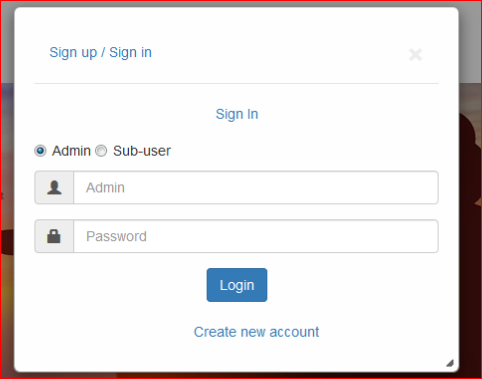 Sign up / Sign in
Sign In
Admin Sub-user
Admin
Password
Login
Create new account